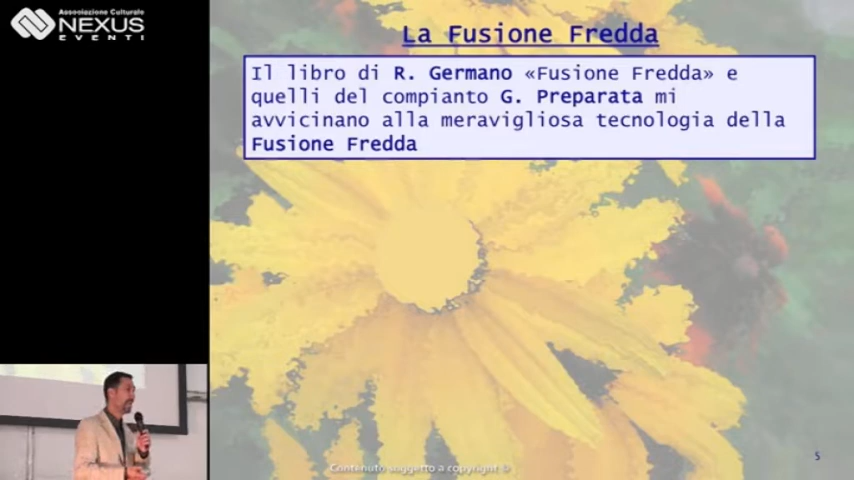 Associazione Culturale
NEXUS
EVENTI
La Fusione Fredda
Il libro di R. Germano «Fusione Fredda» e
quelli del compianto G. Preparata mi
avvicinano alla meravigliosa tecnologia della
Fusione Fredda
Contenuto soggetto a copyright ©
5